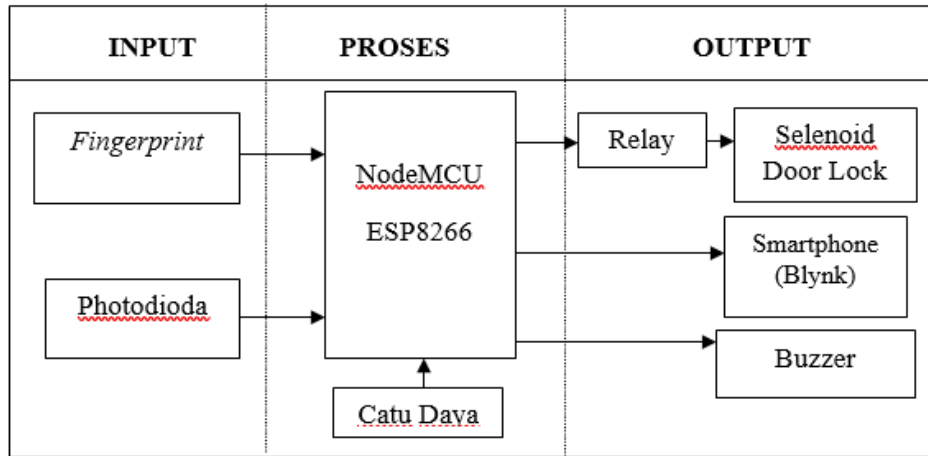 INPUT
PROSES
OUTPUT
Fingerprint
Photodioda
NodeMCU
ESP8266
Catu Daya
Relay
Selenoid
Door Lock
Smartphone
(Blynk)
Buzzer